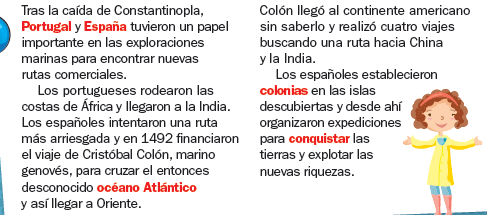 Tras la caída de Constantinopla,
Portugal y España tuvieron un papel
importante en las exploraciones
marinas para encontrar nuevas
rutas comerciales.
Los portugueses rodearon las
costas de África y llegaron a la India.
Los españoles intentaron una ruta
más arriesgada y en 1492 financiaron
el viaje de Cristóbal Colón, marino
genovés, para cruzar el entonces
desconocido océano Atlántico
y así llegar a Oriente.
Colón llegó al continente americano
sin saberlo y realizó cuatro viajes
buscando una ruta hacia China
y la India.
Los españoles establecieron
colonias en las islas
descubiertas y desde ahí
organizaron expediciones
para conquistar las
tierras y explotar las
nuevas riquezas.